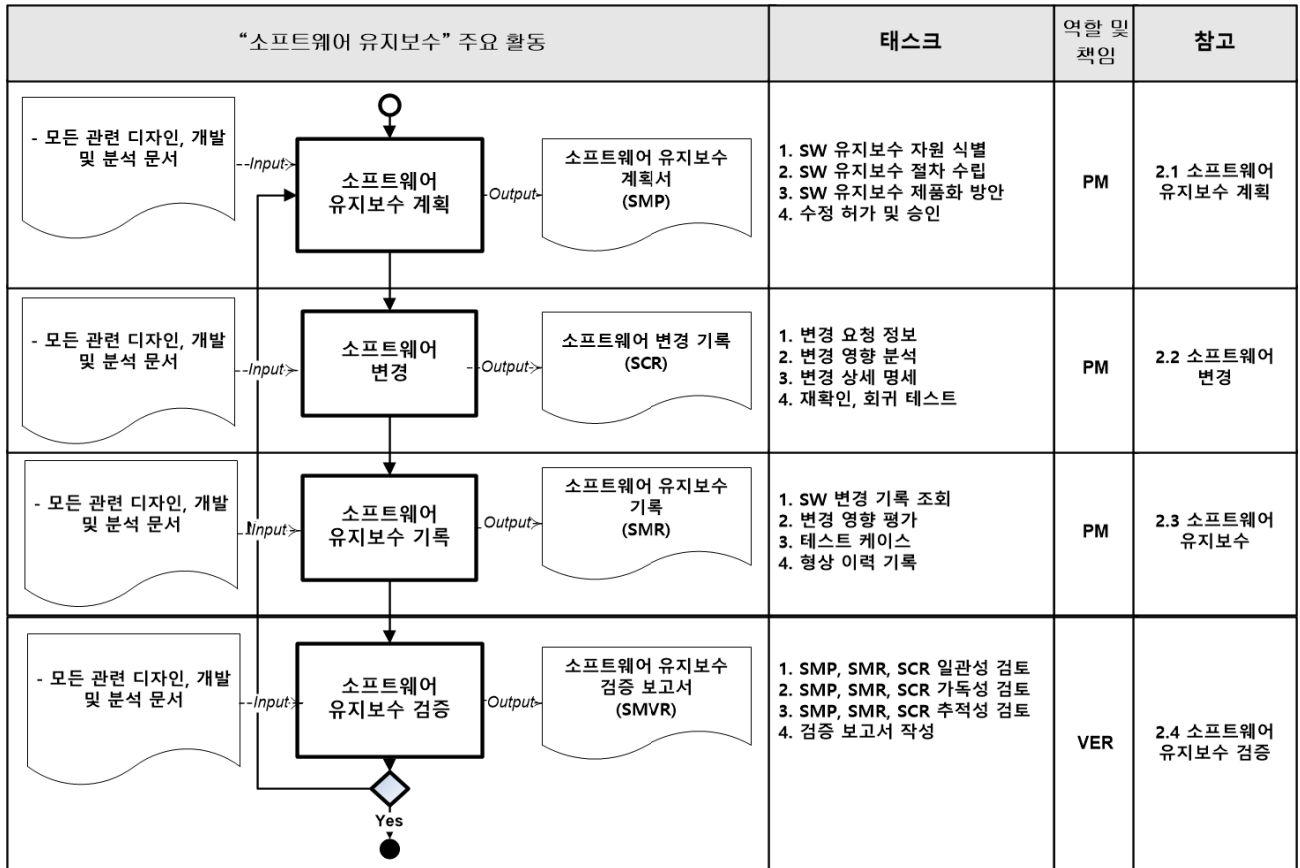 “소프트웨어 유지보수” 주요 활동
태스크
역할 및
책임
참고
- 모든 관련 디자인, 개발
및 분석 문서
Input
소프트웨어
유지보수 계획
Output
소프트웨어 유지보수
계획서
(SMP)
1. SW 유지보수 자원 식별
2. SW 유지보수 절차 수립
3. SW 유지보수 제품화 방안
4. 수정 허가 및 승인
PM
2.1 소프트웨어
유지보수 계획
- 모든 관련 디자인, 개발
및 분석 문서
Input
소프트웨어
변경
Output
소프트웨어 변경 기록
(SCR)
1. 변경 요청 정보
2. 변경 영향 분석
3. 변경 상세 명세
4. 재확인, 회귀 테스트
PM
2.2 소프트웨어
변경
- 모든 관련 디자인, 개발
및 분석 문서
Input
소프트웨어
유지보수 기록
Output
소프트웨어 유지보수
기록
(SMR)
1. SW 변경 기록 조회
2. 변경 영향 평가
3. 테스트 케이스
4. 형상 이력 기록
PM
2.3 소프트웨어
유지보수
- 모든 관련 디자인, 개발
및 분석 문서
Input
소프트웨어
유지보수 검증
Output
소프트웨어 유지보수
검증 보고서
(SMVR)
1. SMP, SMR, SCR 일관성 검토
2. SMP, SMR, SCR 가독성 검토
3. SMP, SMR, SCR 추적성 검토
4. 검증 보고서 작성
VER
2.4 소프트웨어
유지보수 검증
Yes